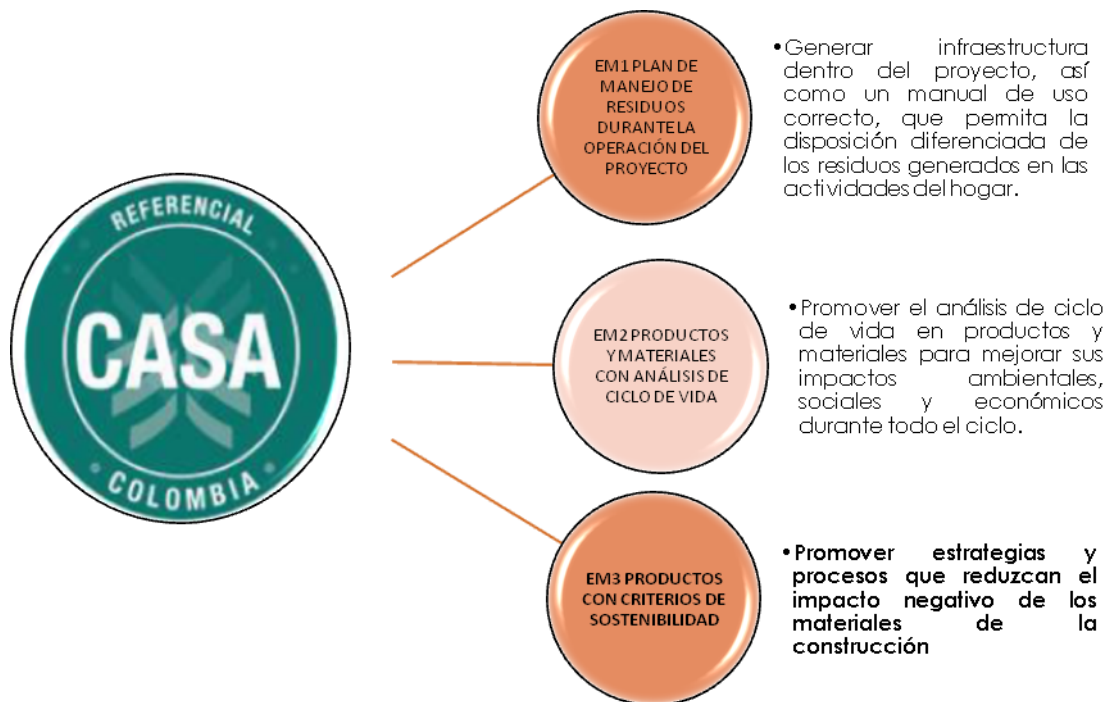 REFERENCIAL
CASA
COLOMBIA
EM1 PLAN DE
MANEJO DE
RESIDUOS
DURANTE LA
OPERACIÓN DEL
PROYECTO
•Generar infraestructura
dentro del proyecto, así
como un manual de uso
correcto, que permita la
disposición diferenciada de
los residuos generados en las
actividades del hogar.
EM2 PRODUCTOS
Y MATERIALES
CON ANÁLISIS DE
CICLO DE VIDA
•Promover el análisis de ciclo
de vida en productos y
materiales para mejorar sus
impactos ambientales,
sociales y económicos
durante todo el ciclo.
EM3 PRODUCTOS
CON CRITERIOS DE
SOSTENIBILIDAD
•Promover estrategias y
procesos que reduzcan el
impacto negativo de los
materiales de la
construcción